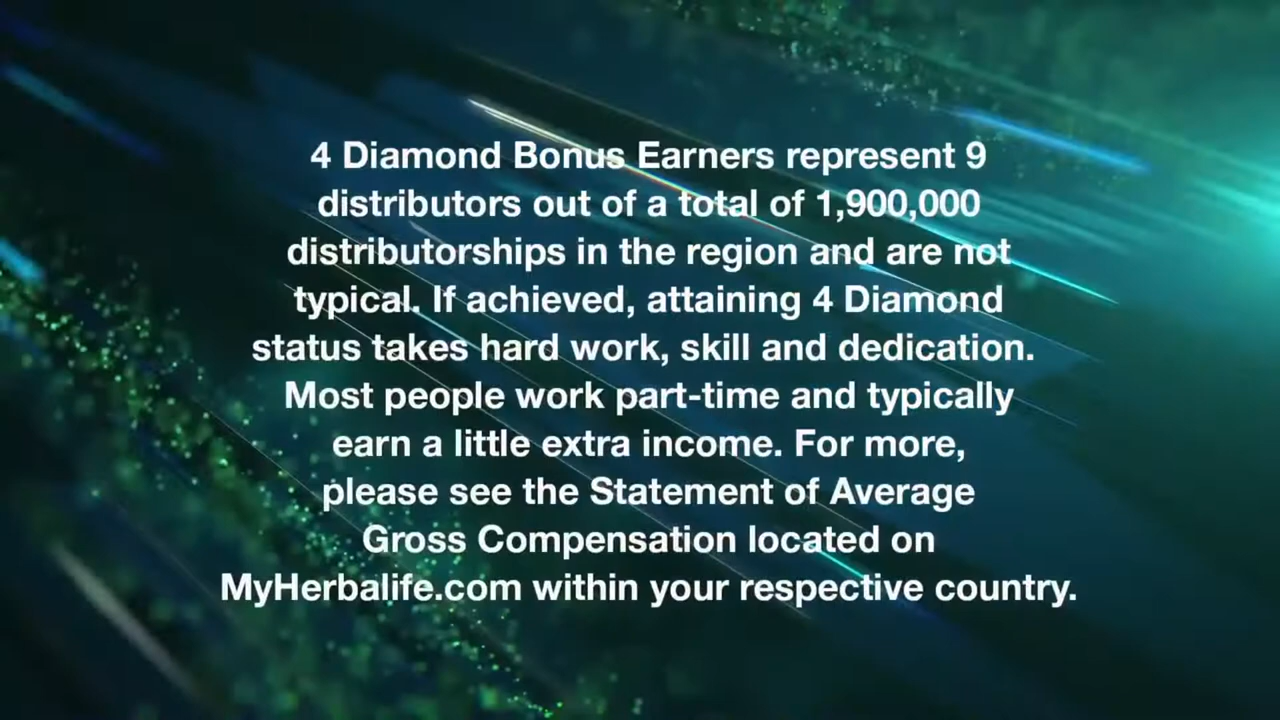 4 Diamond Bonus Earners represent 9
distributors out of a total of 1,900,000
distributorships in the region and are not
typical. If achieved, attaining 4 Diamond
status takes hard work, skill and dedication.
Most people work part-time and typically
earn a little extra income. For more,
please see the Statement of Average
Gross Compensation located on
MyHerbalife.com within your respective country.